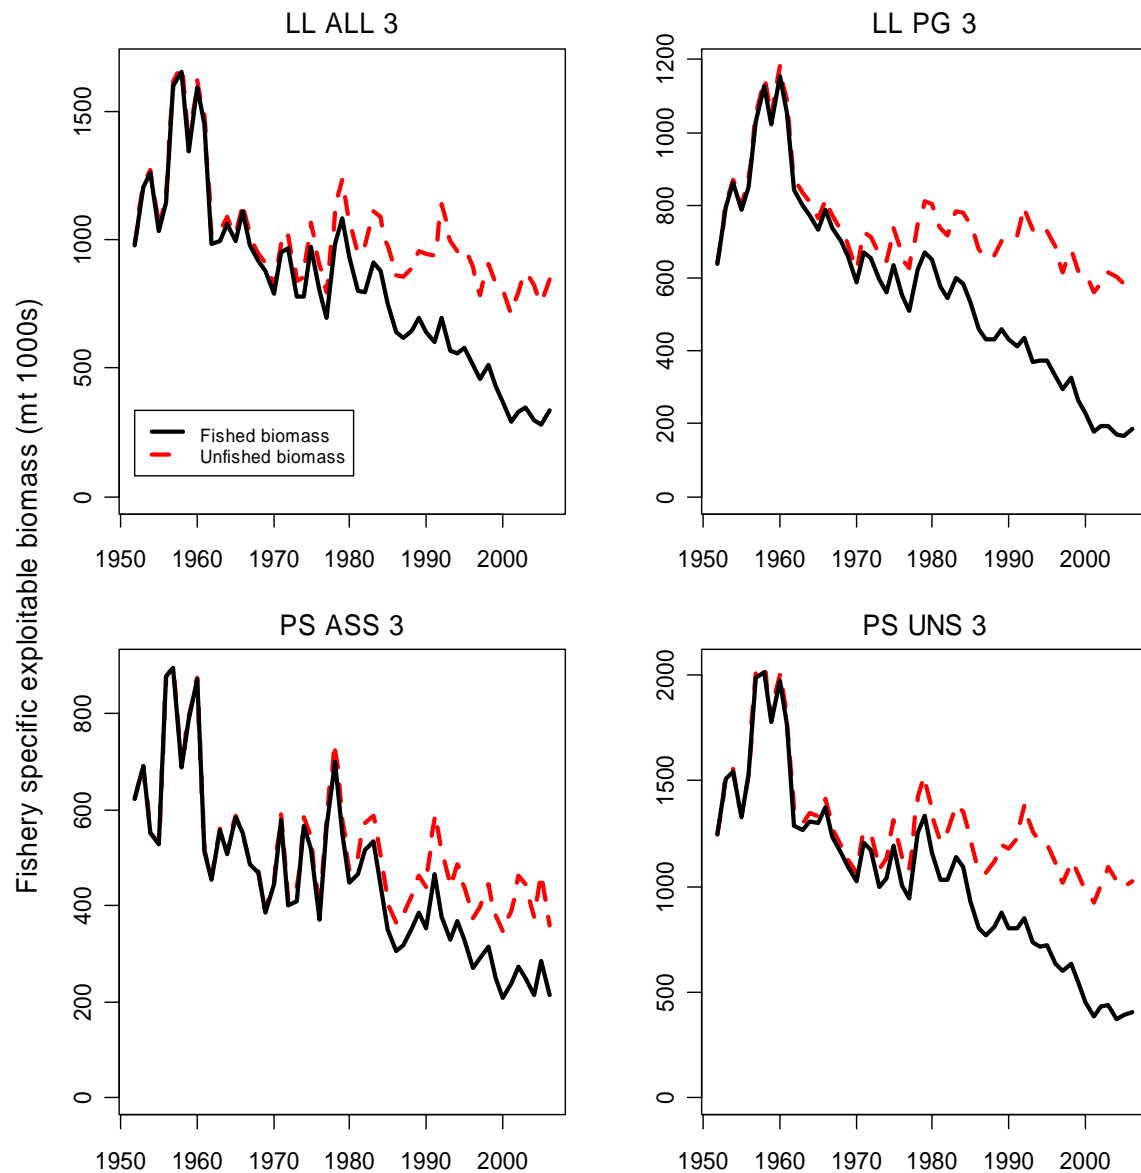 LL ALL 3
LL PG 3
Fishery specific exploitable biomass (mt 1000s)
0 500 1000 1500
Fished biomass
Unfished biomass
1950 1960 1970 1980 1990 2000
0 200 400 600 800 1000 1200
1950 1960 1970 1980 1990 2000
PS ASS 3
PS UNS 3
0 200 400 600 800
1950 1960 1970 1980 1990 2000
0 500 1000 1500 2000
1950 1960 1970 1980 1990 2000